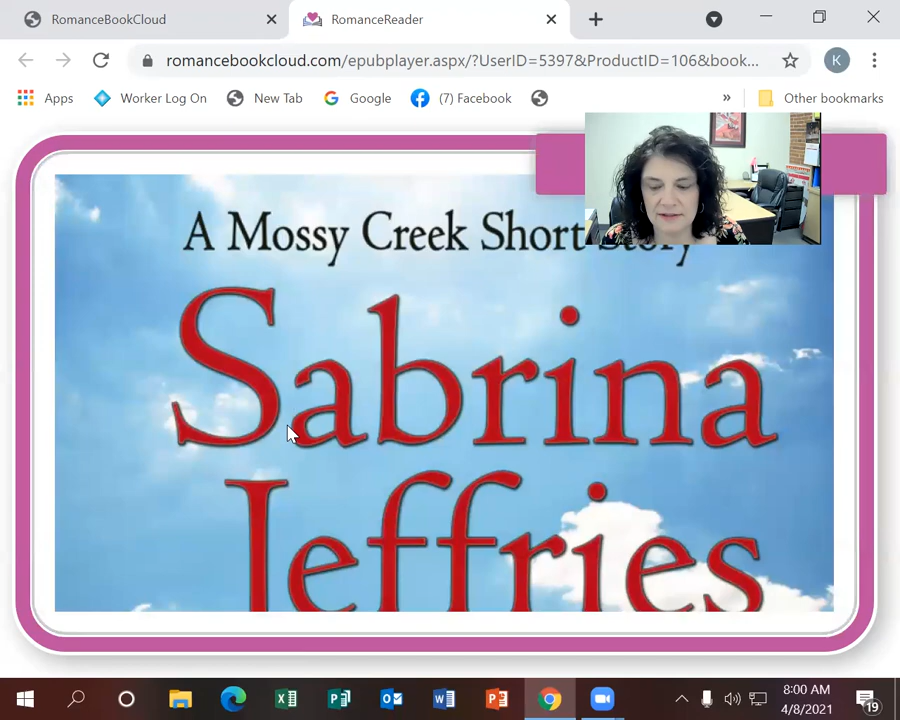 RomanceBookCloud
RomanceReader
romancebookcloud.com/epubplayer.aspx/?UserID=5397&ProductID=106&book...
K
Apps
Worker Log On
New Tab
Google
(7) Facebook
»
Other bookmarks
A Mossy Creek Short Story
Sabrina
Jeffries
8:00 AM
4/8/2021
19